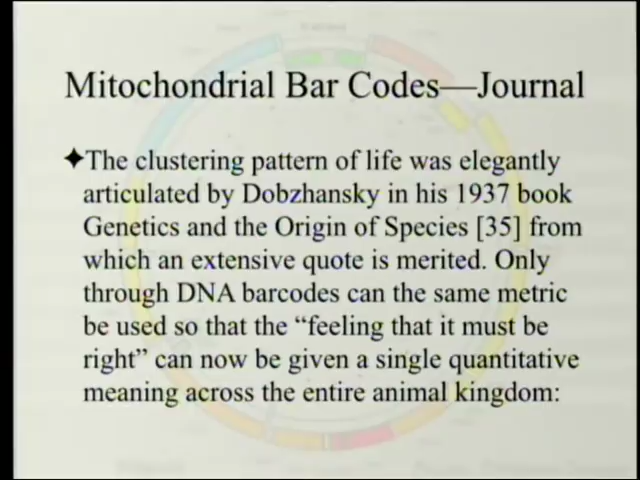 Mitochondrial Bar Codes—Journal
✦The clustering pattern of life was elegantly
articulated by Dobzhansky in his 1937 book
Genetics and the Origin of Species [35] from
which an extensive quote is merited. Only
through DNA barcodes can the same metric
be used so that the “feeling that it must be
right” can now be given a single quantitative
meaning across the entire animal kingdom: